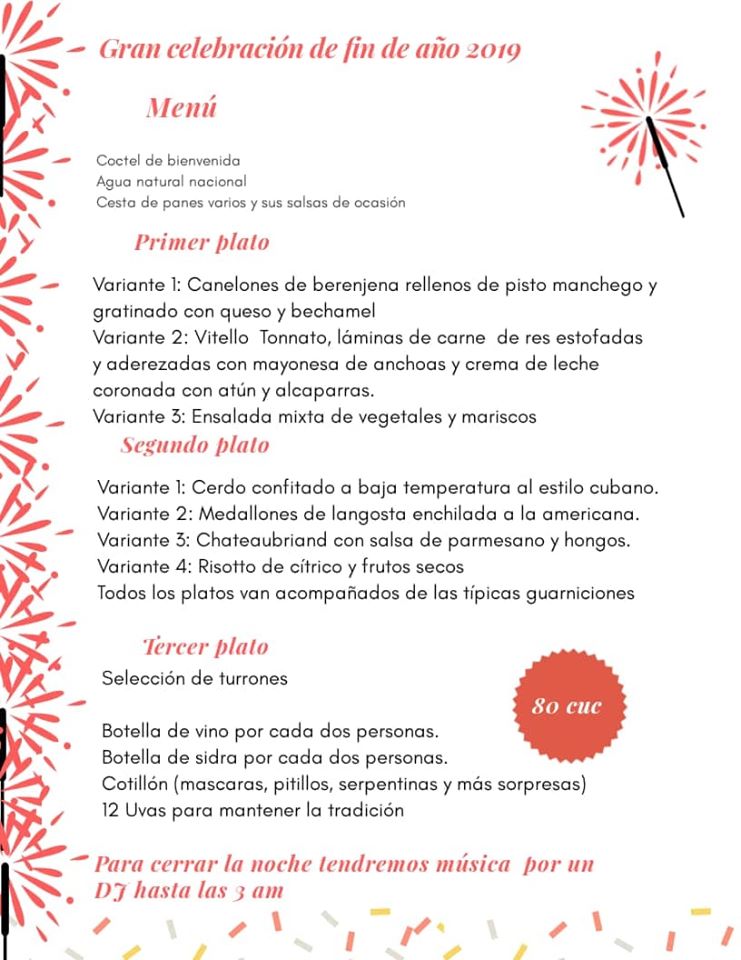 Gran celebración de fin de año 2019
Menú
Coctel de bienvenida
Agua natural nacional
Cesta de panes varios y sus salsas de ocasión
Primer plato
Variante 1: Canelones de berenjena rellenos de pisto manchego y
gratinado con queso y bechamel
Variante 2: Vitello Tonnato, láminas de carne de res estofadas
y aderezadas con mayonesa de anchoas y crema de leche
coronada con atún y alcaparras.
Variante 3: Ensalada mixta de vegetales y mariscos
Segundo plato
Variante 1: Cerdo confitado a baja temperatura al estilo cubano.
Variante 2: Medallones de langosta enchilada a la americana.
Variante 3: Chateaubriand con salsa de parmesano y hongos.
Variante 4: Risotto de cítrico y frutos secos
Todos los platos van acompañados de las típicas guarniciones
Tercer plato
Selección de turrones
80 cuc
Botella de vino por cada dos personas.
Botella de sidra por cada dos personas.
Cotillón (mascaras, pitillos, serpentinas y más sorpresas)
12 Uvas para mantener la tradición
Para cerrar la noche tendremos música por un
DJ hasta las 3 am